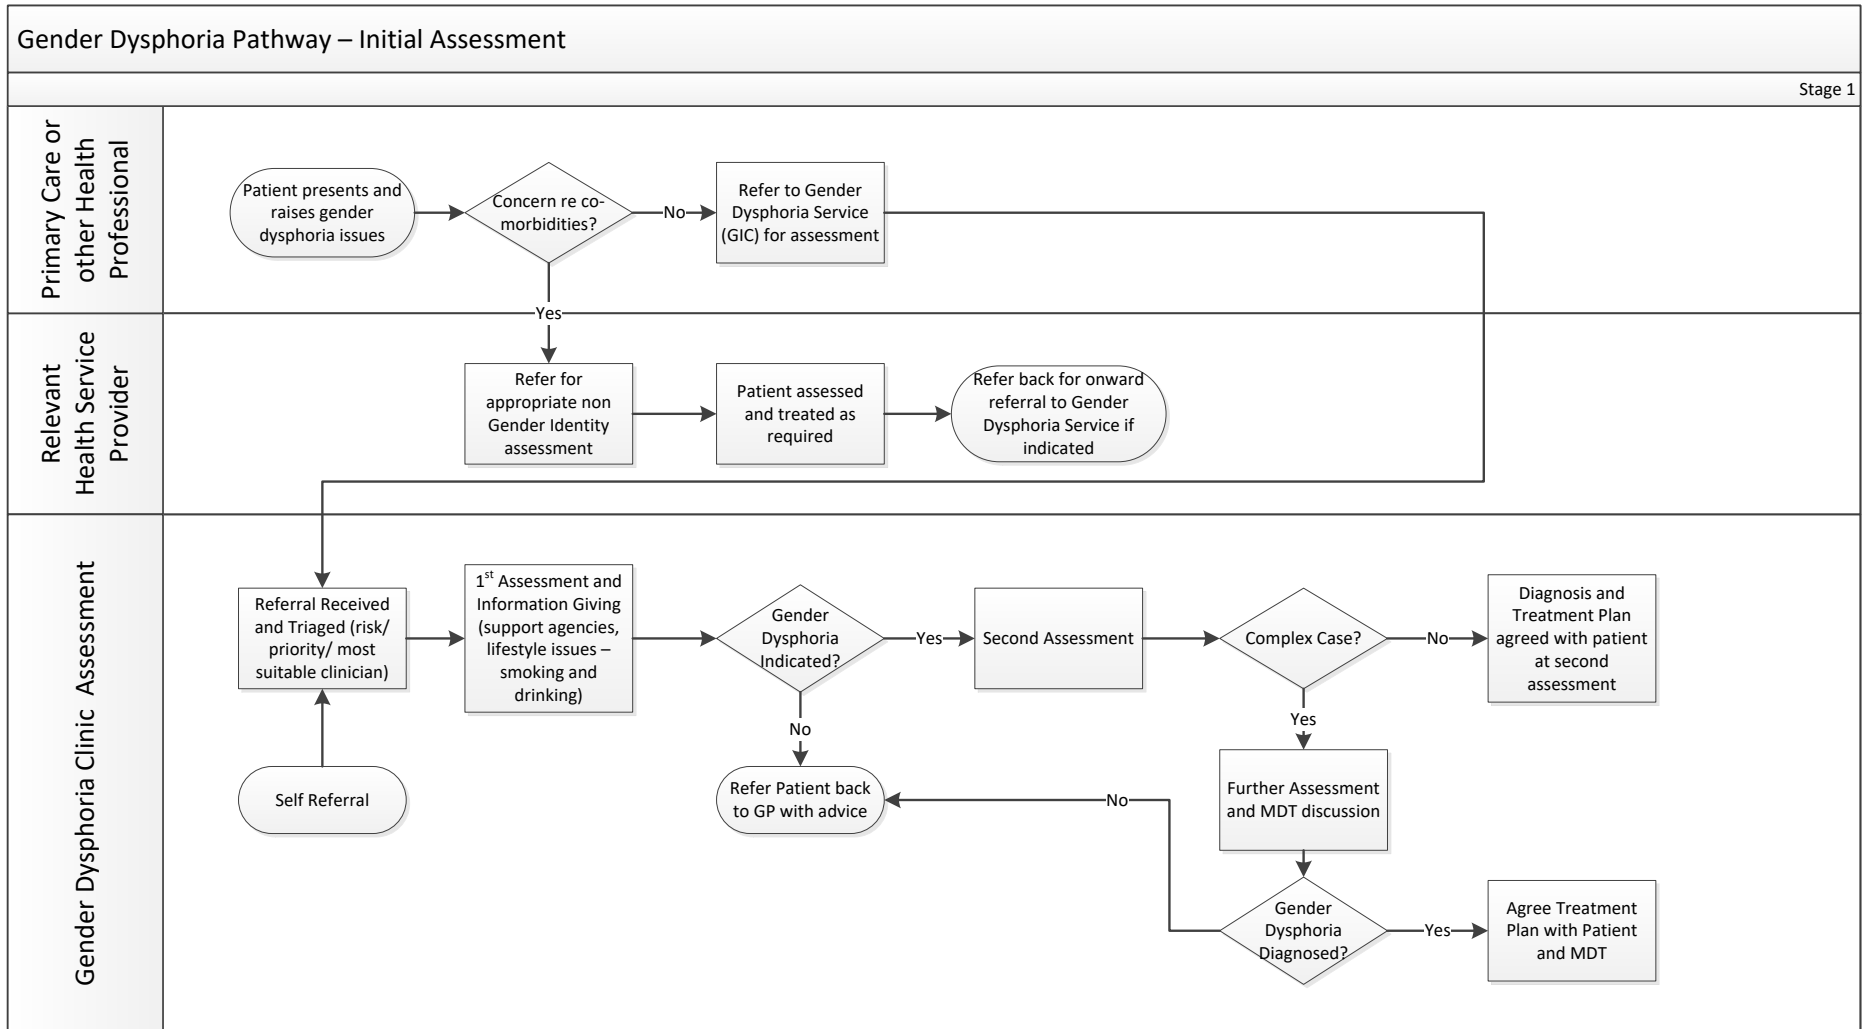 Gender Dysphoria Pathway – Initial Assessment
Stage 1
Primary Care or
other Health
Professional
Patient presents and
raises gender
dysphoria issues
Concern re co-
morbidities?
No
Refer to Gender
Dysphoria Service
(GIC) for assessment
Yes
Relevant
Health Service
Provider
Refer for
appropriate non
Gender Identity
assessment
Patient assessed
and treated as
required
Refer back for onward
referral to Gender
Dysphoria Service if
indicated
Gender Dysphoria Clinic Assessment
Referral Received
and Triaged (risk/
priority/ most
suitable clinician)
1st Assessment and
Information Giving
(support agencies,
lifestyle issues –
smoking and
drinking)
Gender
Dysphoria
Indicated?
Yes
Second Assessment
Complex Case?
No
Diagnosis and
Treatment Plan
agreed with patient
at second
assessment
No
Yes
Self Referral
Refer Patient back
to GP with advice
No
Further Assessment
and MDT discussion
Gender
Dysphoria
Diagnosed?
Yes
Agree Treatment
Plan with Patient
and MDT